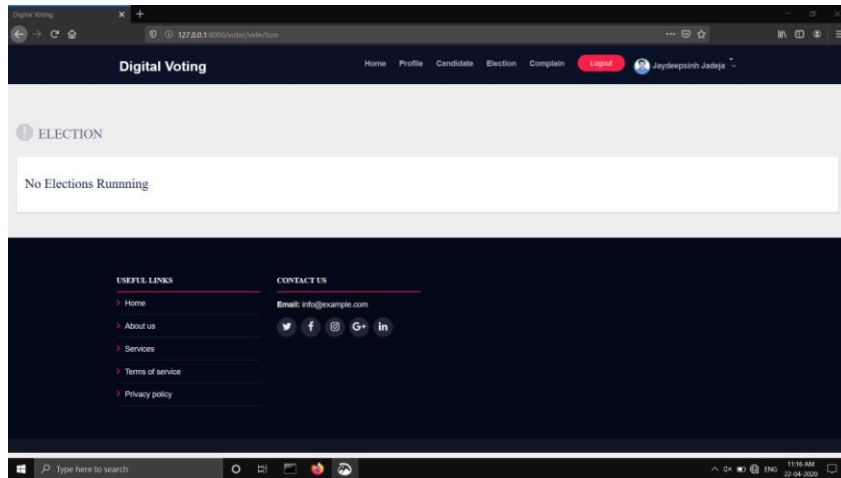 Digital Voting
127.0.0.1:8000/voter/velection
Digital Voting
Home Profile Candidate Election Complain Logout Jaydeepsinh Jadeja
ELECTION
No Elections Runnning
USEFUL LINKS
CONTACT US
Home
Email: info@example.com
About us
Services
Terms of service
Privacy policy
Type here to search
ENG
11:16 AM
22-04-2020